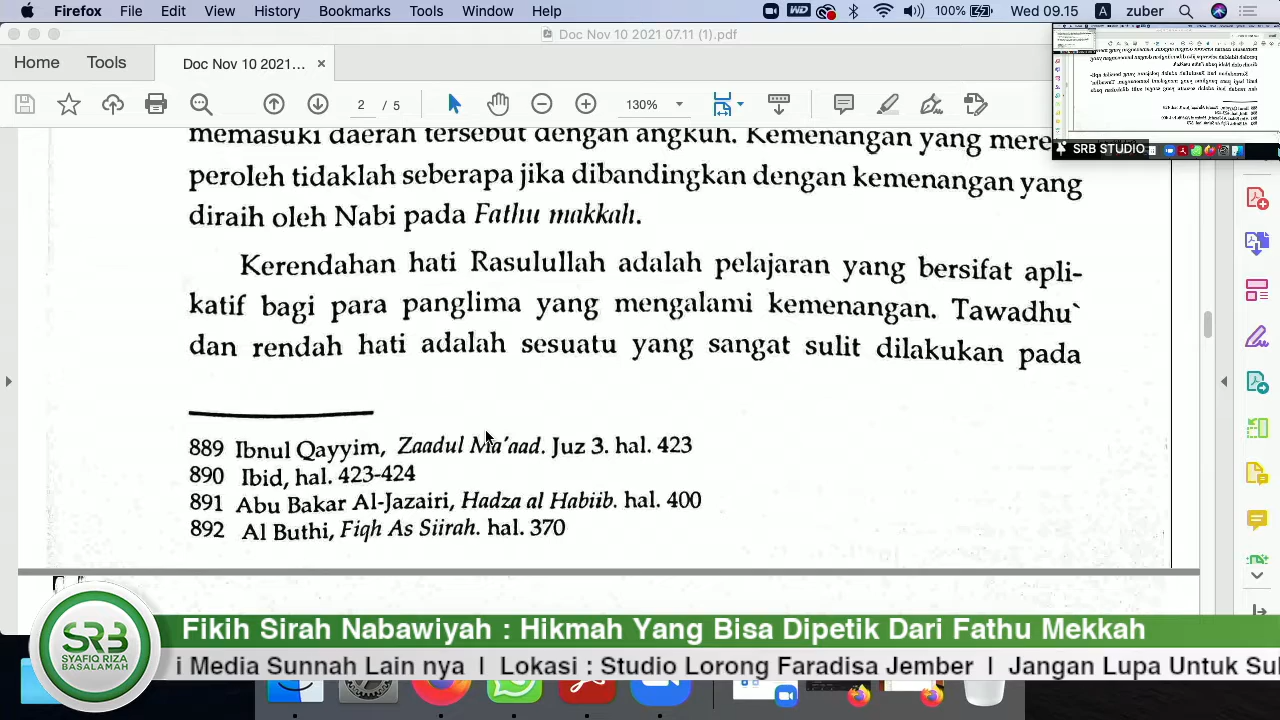 Firefox File Edit View History Bookmarks Tools Window Help 100% Wed 09.15 A zuber
Doc Nov 10 2021 07.11 (1).pdf
Home Tools Doc Nov 10 2021... ×
2 / 5 130%
SRB STUDIO
memasuki daerah tersebut dengan angkuh. Kemenangan yang
peroleh tidaklah seberapa jika dibandingkan dengan kemenangan yang
diraih oleh Nabi pada Fathu makkah.
Kerendahan hati Rasulullah adalah pelajaran yang bersifat apli-
katif bagi para panglima yang mengalami kemenangan. Tawadhu`
dan rendah hati adalah sesuatu yang sangat sulit dilakukan pada
889 Ibnul Qayyim, Zaadul Ma'aad. Juz 3. hal. 423
890 Ibid, hal. 423-424
891 Abu Bakar Al-Jazairi, Hadza al Habiib. hal. 400
892 Al Buthi, Fiqh As Siirah. hal. 370
SRB
SYAFIQ RIZA
BASALAMAH
Fikih Sirah Nabawiyah : Hikmah Yang Bisa Dipetik Dari Fathu Mekkah
i Media Sunnah Lain nya I Lokasi : Studio Lorong Faradisa Jember I Jangan Lupa Untuk Su